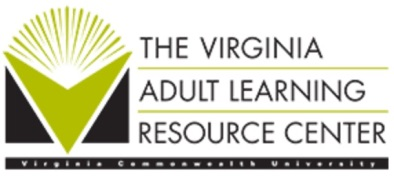 THE VIRGINIA
ADULT LEARNING
RESOURCE CENTER
Virginia Commonwealth University